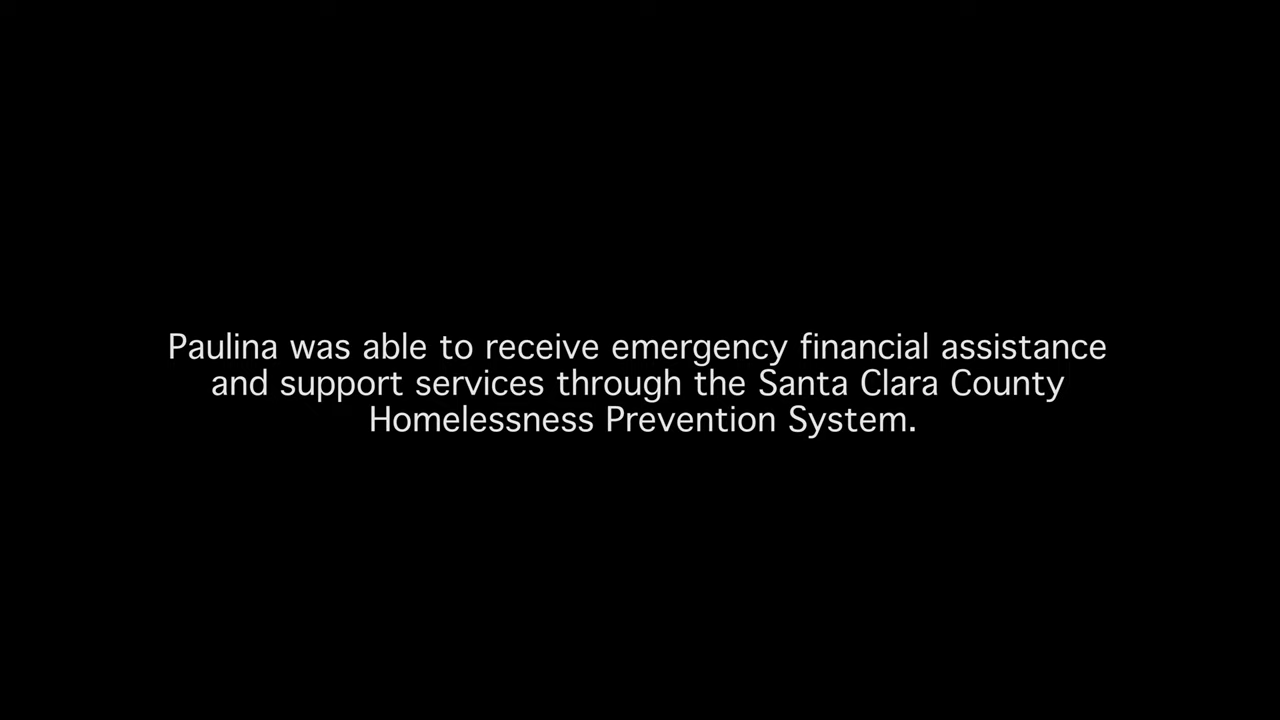 Paulina was able to receive emergency financial assistance
and support services through the Santa Clara County
Homelessness Prevention System.